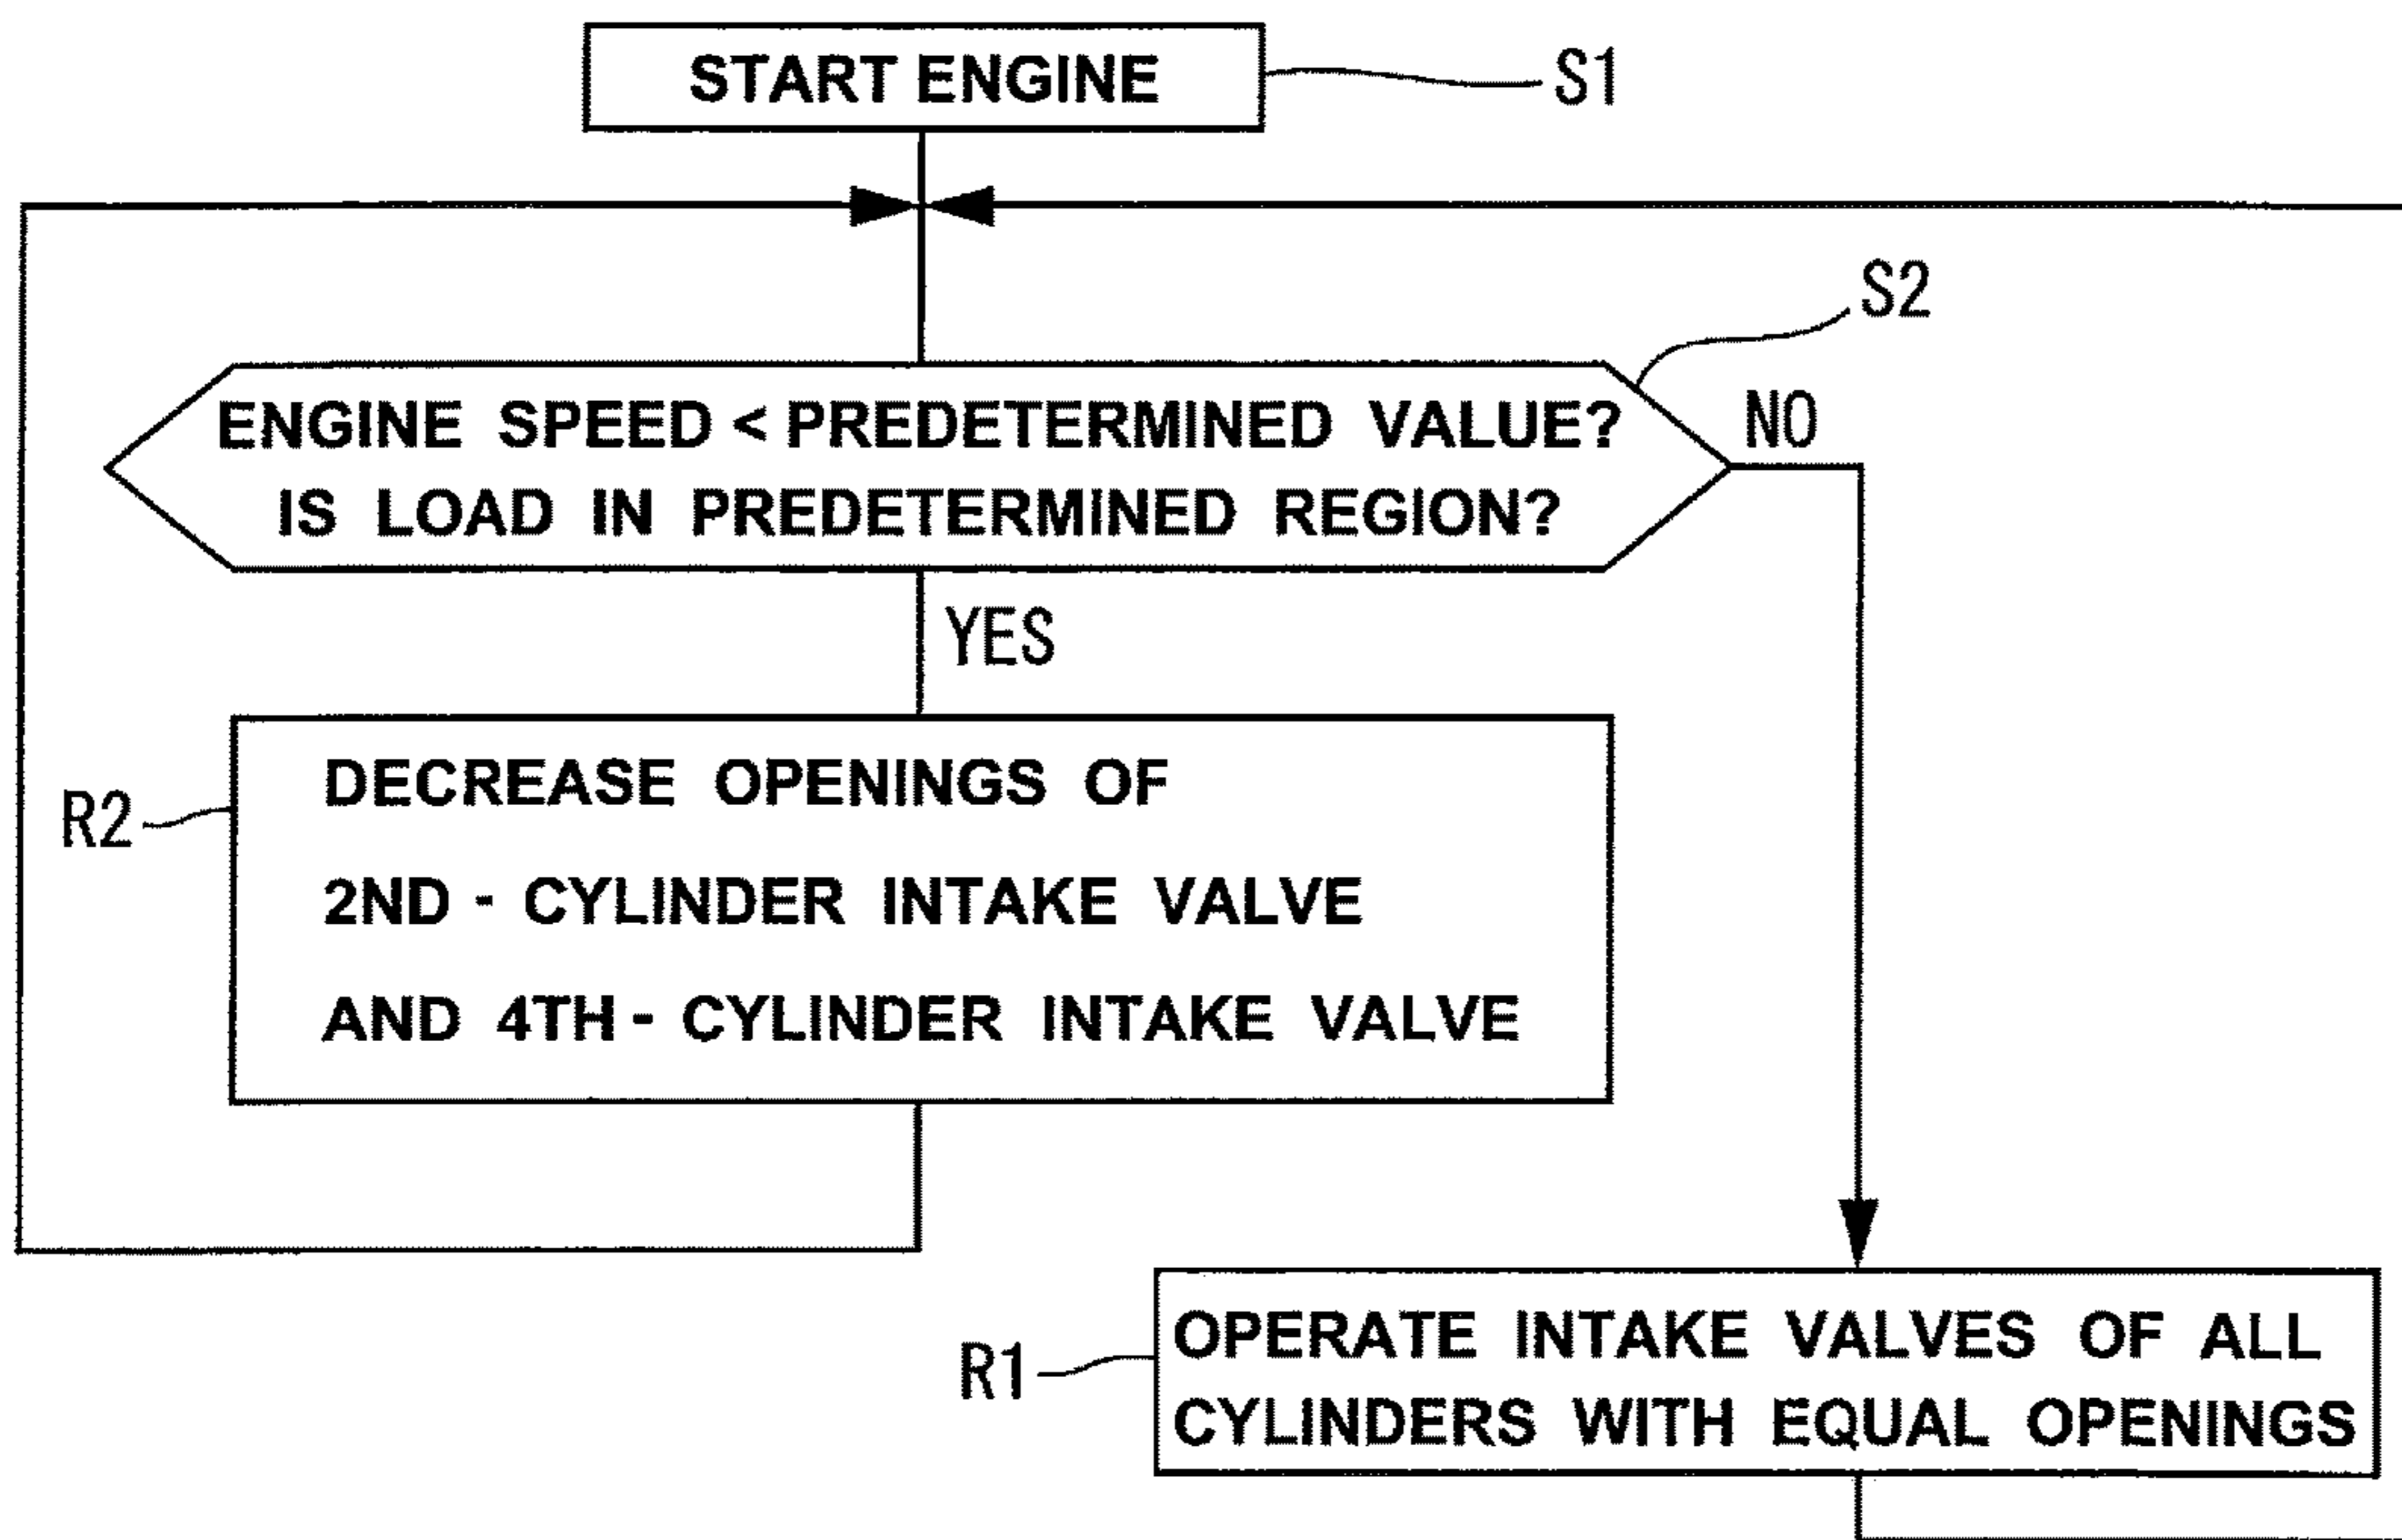 START ENGINE
S1
S2
ENGINE SPEED < PREDETERMINED VALUE?
IS LOAD IN PREDETERMINED REGION?
NO
YES
R2
DECREASE OPENINGS OF
2ND - CYLINDER INTAKE VALVE
AND 4TH - CYLINDER INTAKE VALVE
R1
OPERATE INTAKE VALVES OF ALL
CYLINDERS WITH EQUAL OPENINGS